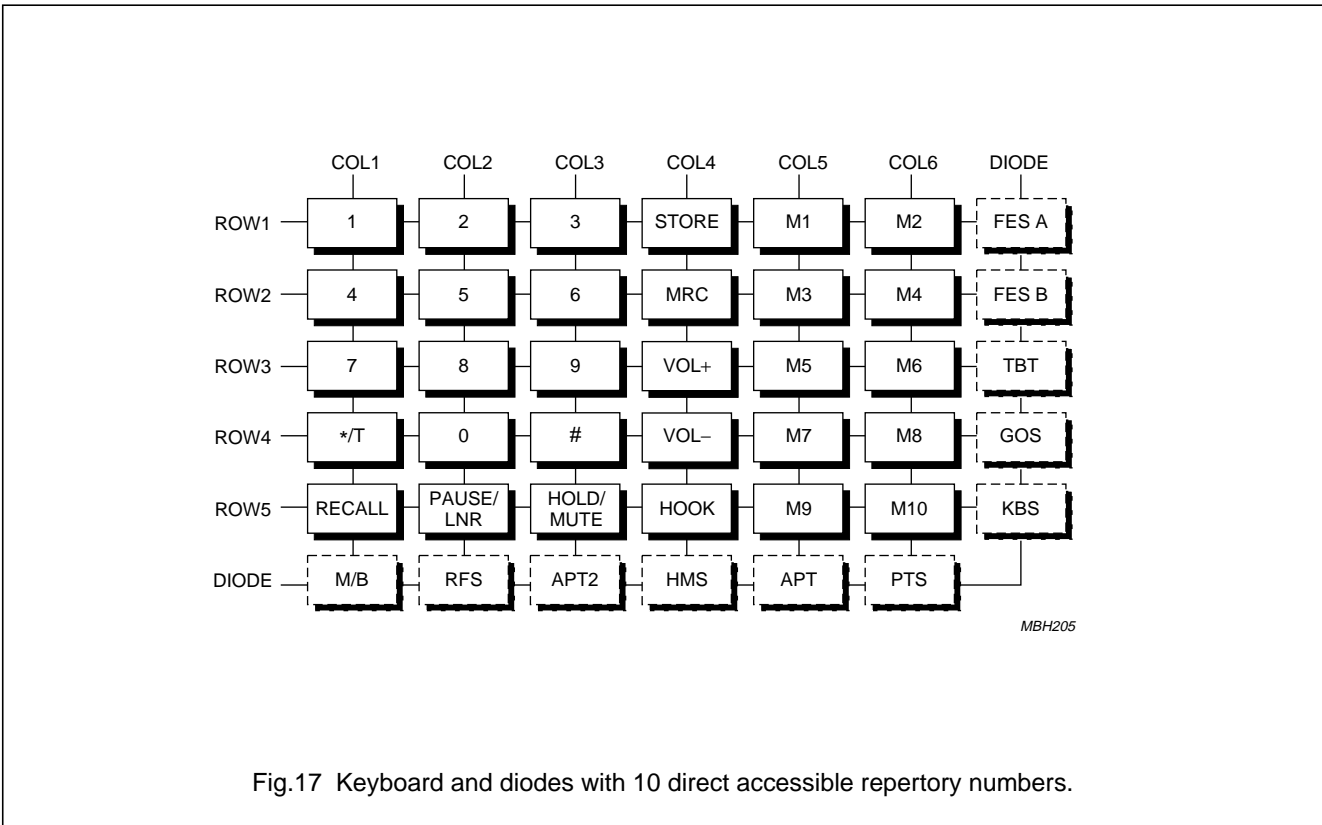 COL1 COL2 COL3 COL4 COL5 COL6 DIODE
ROW1 1 2 3 STORE M1 M2 FES A
ROW2 4 5 6 MRC M3 M4 FES B
ROW3 7 8 9 VOL+ M5 M6 TBT
ROW4 */T 0 # VOL− M7 M8 GOS
ROW5 RECALL PAUSE/ LNR HOLD/ MUTE HOOK M9 M10 KBS
DIODE M/B RFS APT2 HMS APT PTS
MBH205
Fig.17 Keyboard and diodes with 10 direct accessible repertory numbers.